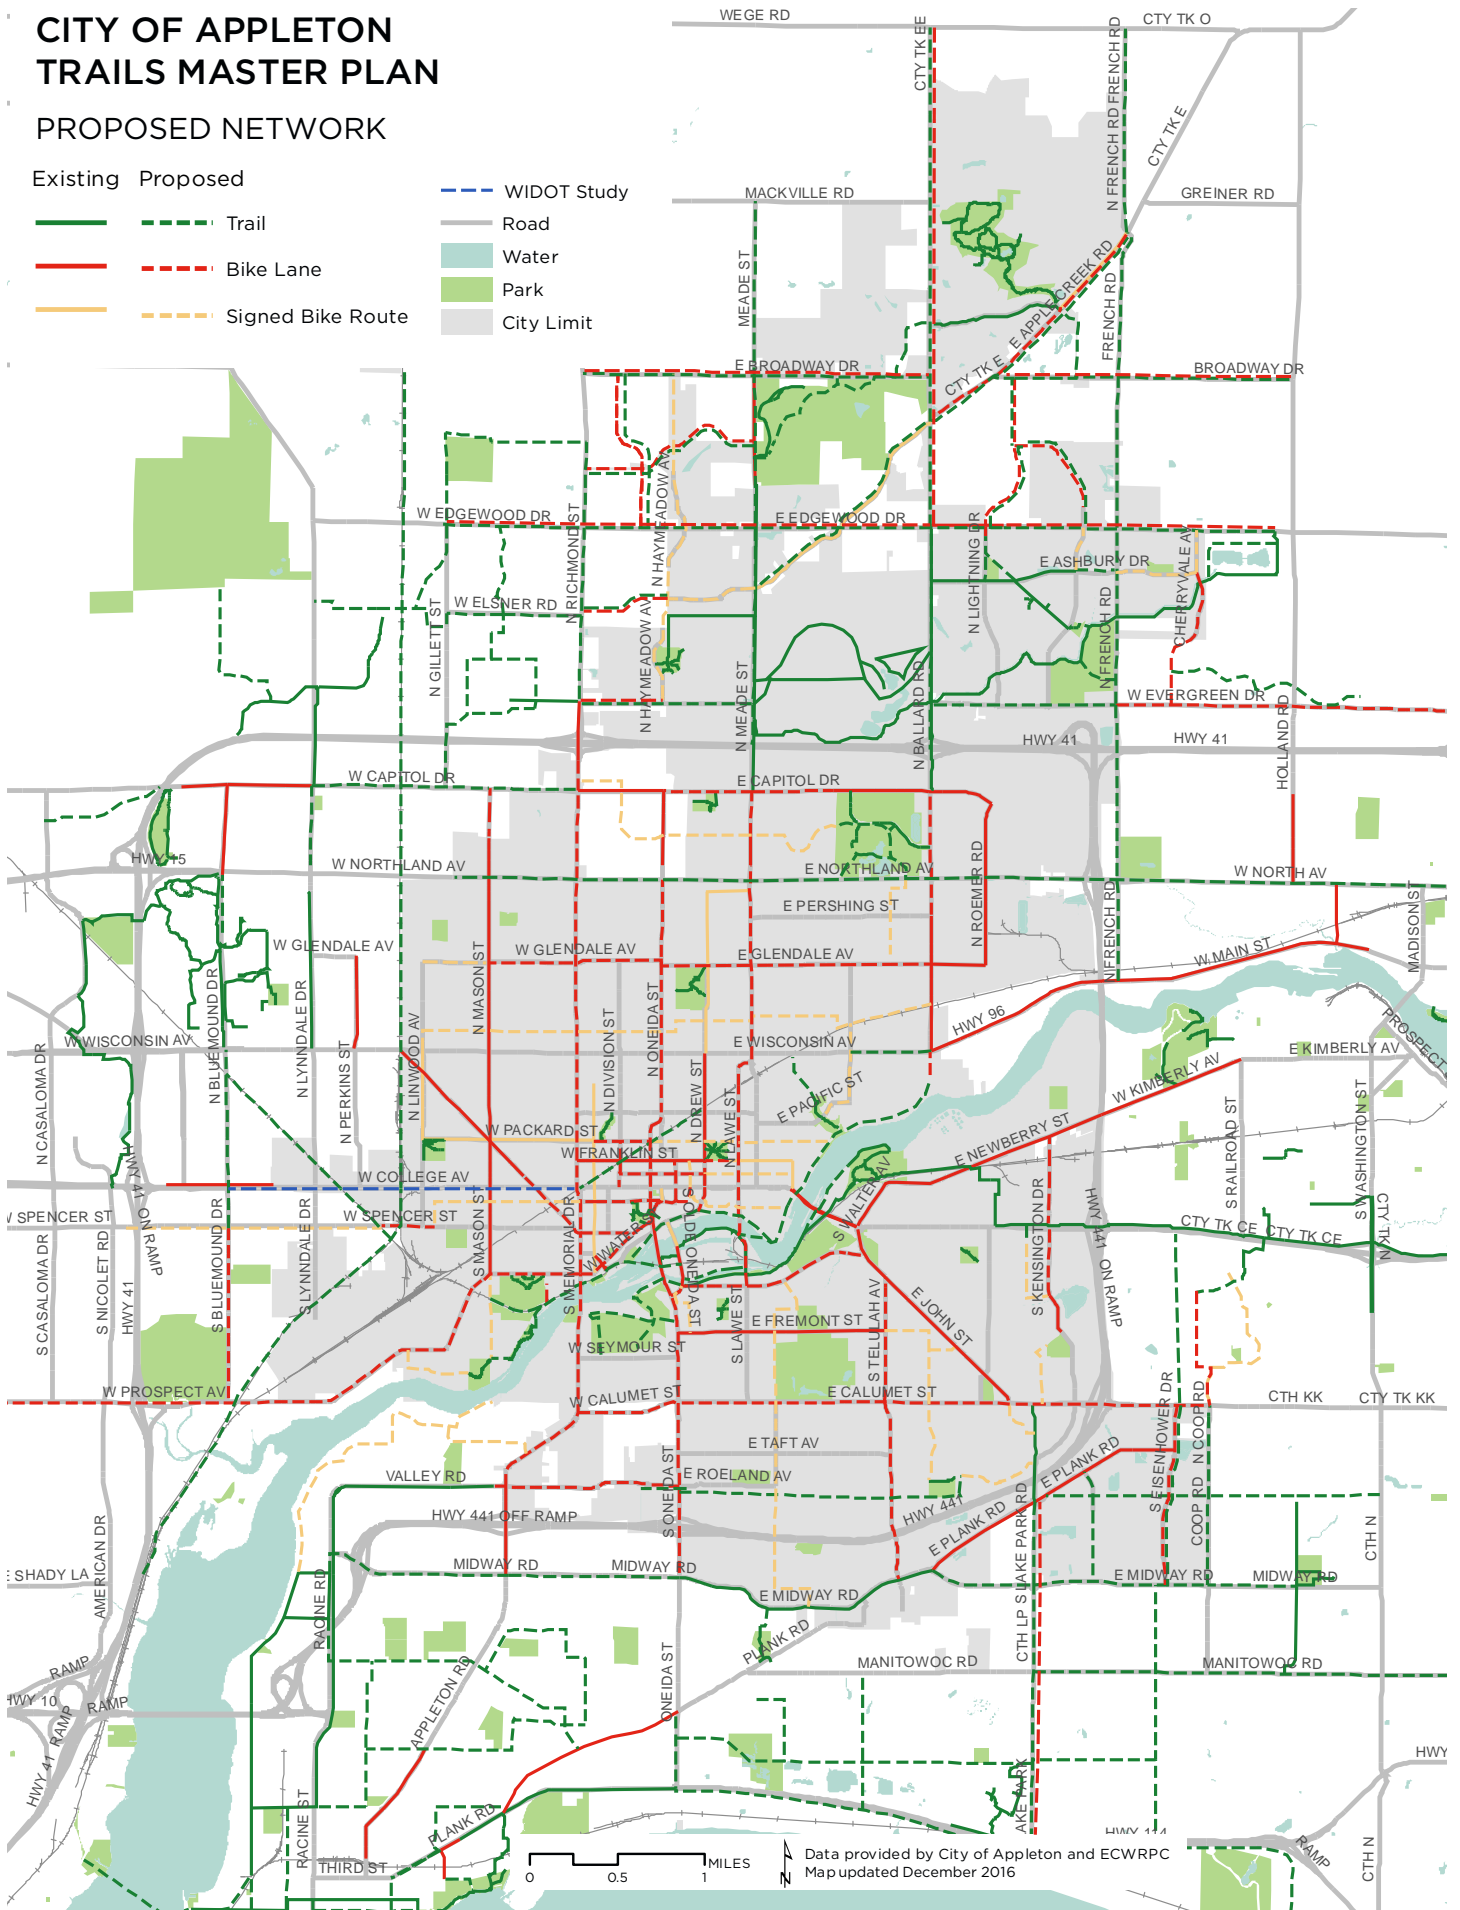 CITY OF APPLETON
TRAILS MASTER PLAN
PROPOSED NETWORK
Existing Proposed
Trail
Bike Lane
Signed Bike Route
WIDOT Study
Road
Water
Park
City Limit
WEGE RD
CTY TK O
CTY TK EE
N FRENCH RD FRENCH RD
CTY TK E
MACKVILLE RD
GREINER RD
MEADE ST
E APPLE CREEK RD
FRENCH RD
E BROADWAY DR
CTY TK E
BROADWAY DR
N HAYMEADOW AV
W EDGEWOOD DR
E EDGEWOOD DR
N RICHMOND ST
N LIGHTNING DR
E ASHBURY DR
CHERRYVALE AV
W ELSNER RD
N GILLETT ST
N HAYMEADOW AV
N FRENCH RD
N MEADE ST
N BALLARD RD
W EVERGREEN DR
HOLLAND RD
HWY 41
HWY 41
W CAPITOL DR
E CAPITOL DR
HWY 15
W NORTHLAND AV
E NORTHLAND AV
W NORTH AV
N ROEMER RD
E PERSHING ST
N FRENCH RD
MADISON ST
W GLENDALE AV
W GLENDALE AV
E GLENDALE AV
W MAIN ST
N BLUEMOUND DR
N LYNNDALE DR
N MASON ST
N DIVISION ST
N ONEIDA ST
HWY 96
PROSPECT
W WISCONSIN AV
E WISCONSIN AV
E KIMBERLY AV
N CASALOMA DR
N PERKINS ST
N LINWOOD AV
N DREW ST
N LAWE ST
E PACIFIC ST
W KIMBERLY AV
W PACKARD ST
W FRANKLIN ST
E NEWBERRY ST
S RAILROAD ST
S WASHINGTON ST
W COLLEGE AV
HWY 41 ON RAMP
W SPENCER ST
W SPENCER ST
S MASON ST
S MEMORIAL DR
S OLDE ONEIDA ST
S WALTER AV
S KENSINGTON DR
HWY 441 ON RAMP
CTY TK CE
CTY TK CE
CTY TK N
S CASALOMA DR
S NICOLET RD
HWY 41
S BLUEMOUND DR
S LYNNDALE DR
S LAWE ST
E FREMONT ST
S TELULAH AV
E JOHN ST
W SEYMOUR ST
W PROSPECT AV
W CALUMET ST
E CALUMET ST
CTH KK
CTY TK KK
S EISENHOWER DR
N COOP RD
COOP RD
E TAFT AV
VALLEY RD
E ROELAND AV
S ONEIDA ST
E PLANK RD
HWY 441 OFF RAMP
HWY 441
E PLANK RD
CTH N
AMERICAN DR
E SHADY LA
MIDWAY RD
MIDWAY RD
E MIDWAY RD
E MIDWAY RD
MIDWAY RD
RACINE RD
CTH LP S LAKE PARK RD
PLANK RD
MANITOWOC RD
MANITOWOC RD
RAMP
HWY 10
RAMP
HWY 41 RAMP
APPLETON RD
ONEIDA ST
HWY
PLANK RD
RACINE ST
THIRD ST
RAMP
CTH N
MILES
0 0.5 1
N
Data provided by City of Appleton and ECWRPC
Map updated December 2016